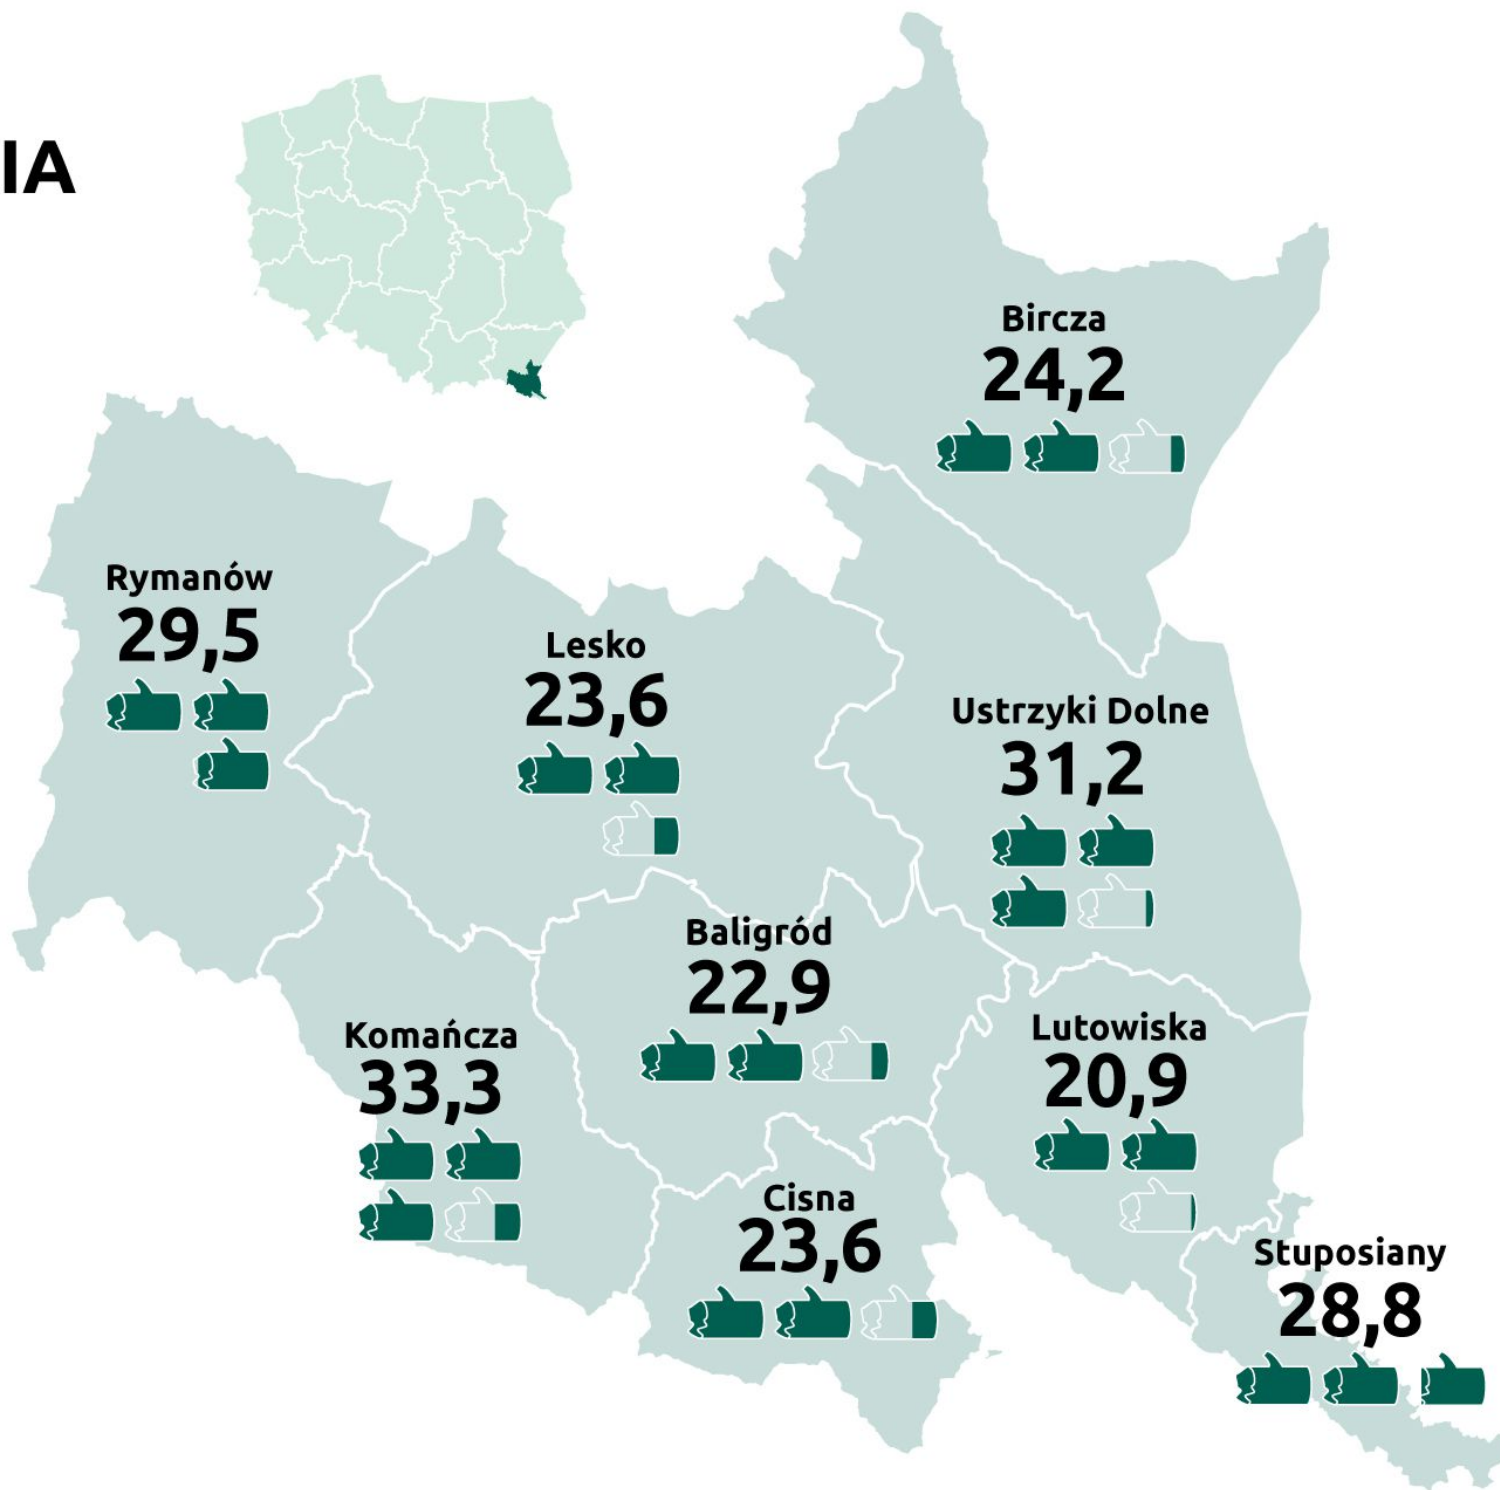 IA
Bircza
24,2
Rymanów
29,5
Lesko
23,6
Ustrzyki Dolne
31,2
Baligród
22,9
Komańcza
33,3
Lutowiska
20,9
Cisna
23,6
Stuposiany
28,8